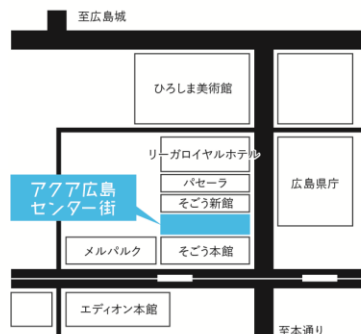 至広島城
ひろしま美術館
リーガロイヤルホテル
パセーラ
広島県庁
アクア広島
センター街
そごう新館
メルパルク
そごう本館
エディオン本館
至本通り